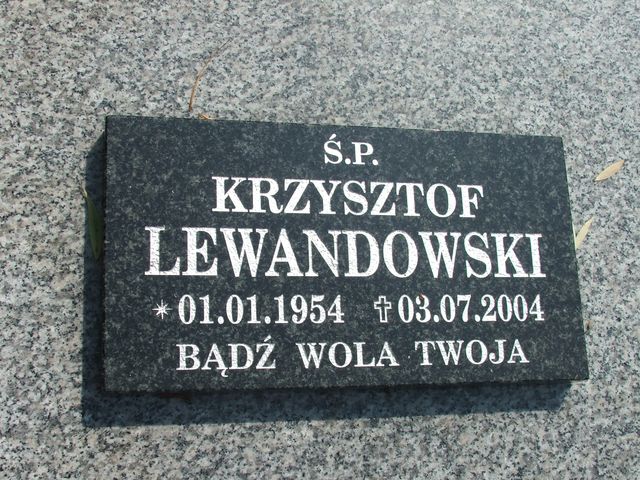 Ś.P.
KRZYSZTOF
LEWANDOWSKI
* 01.01.1954 ✝ 03.07.2004
BĄDŹ WOLA TWOJA